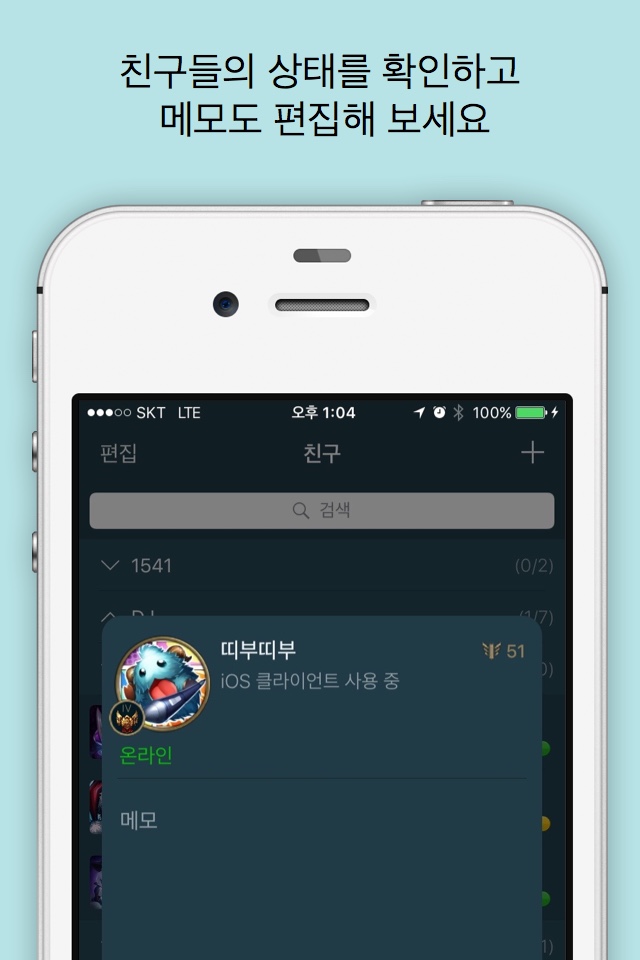 친구들의 상태를 확인하고
메모도 편집해 보세요
SKT LTE 오후 1:04 100%
편집 친구
검색
1541 (0/2)
(1/7)
띠부띠부 51
iOS 클라이언트 사용 중
IV
온라인
메모